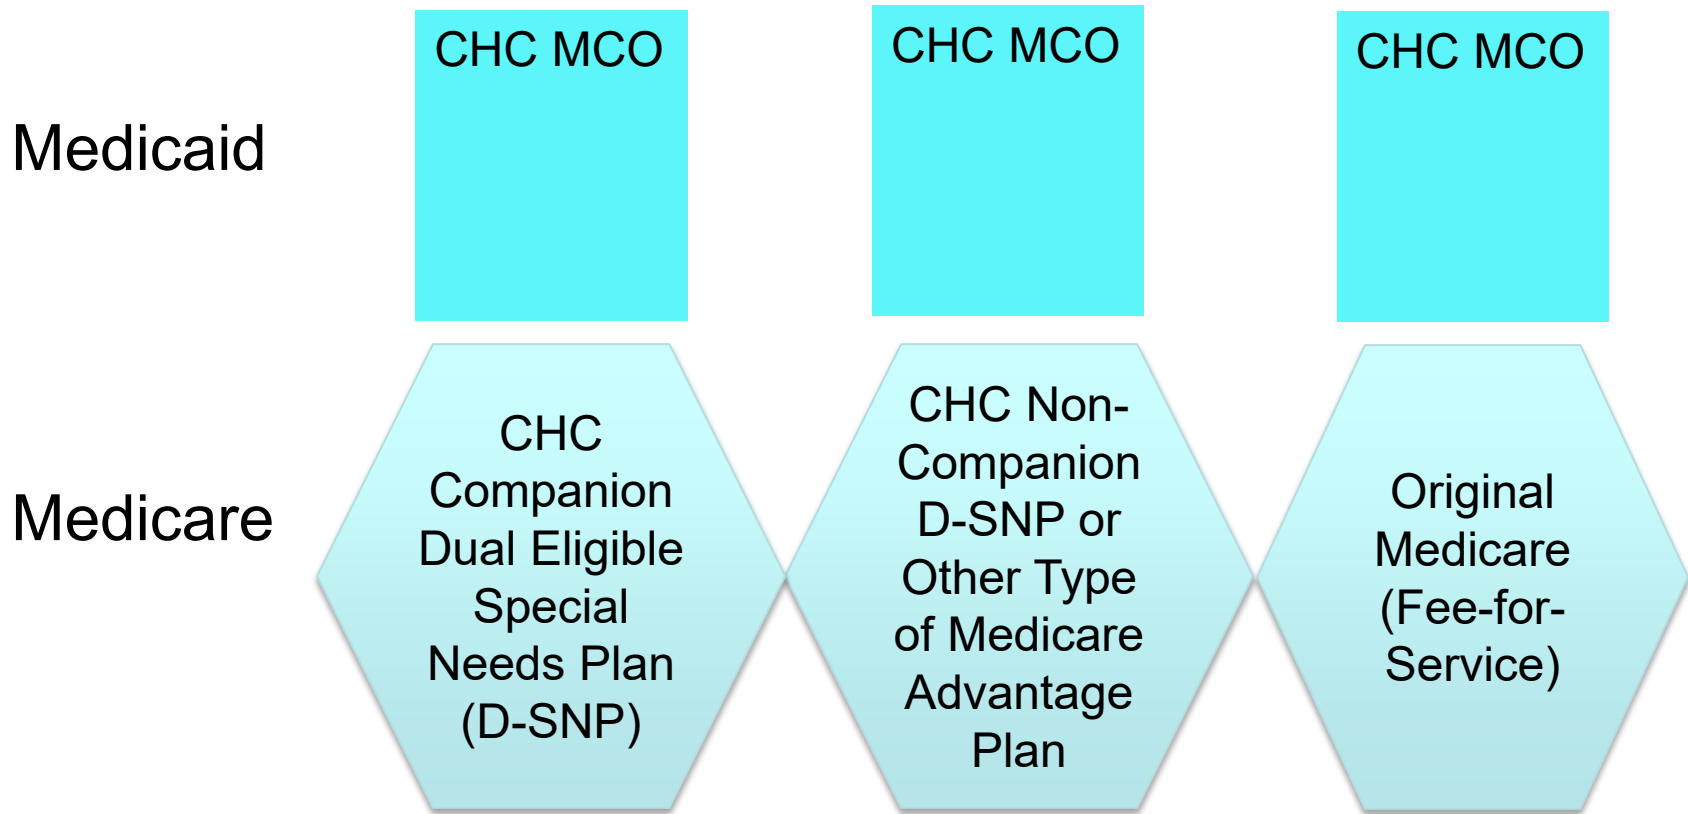 CHC MCO
CHC MCO
CHC MCO
Medicaid
CHC
Companion
Dual Eligible
Special
Needs Plan
(D-SNP)
CHC Non-
Companion
D-SNP or
Other Type
of Medicare
Advantage
Plan
Original
Medicare
(Fee-for-
Service)
Medicare